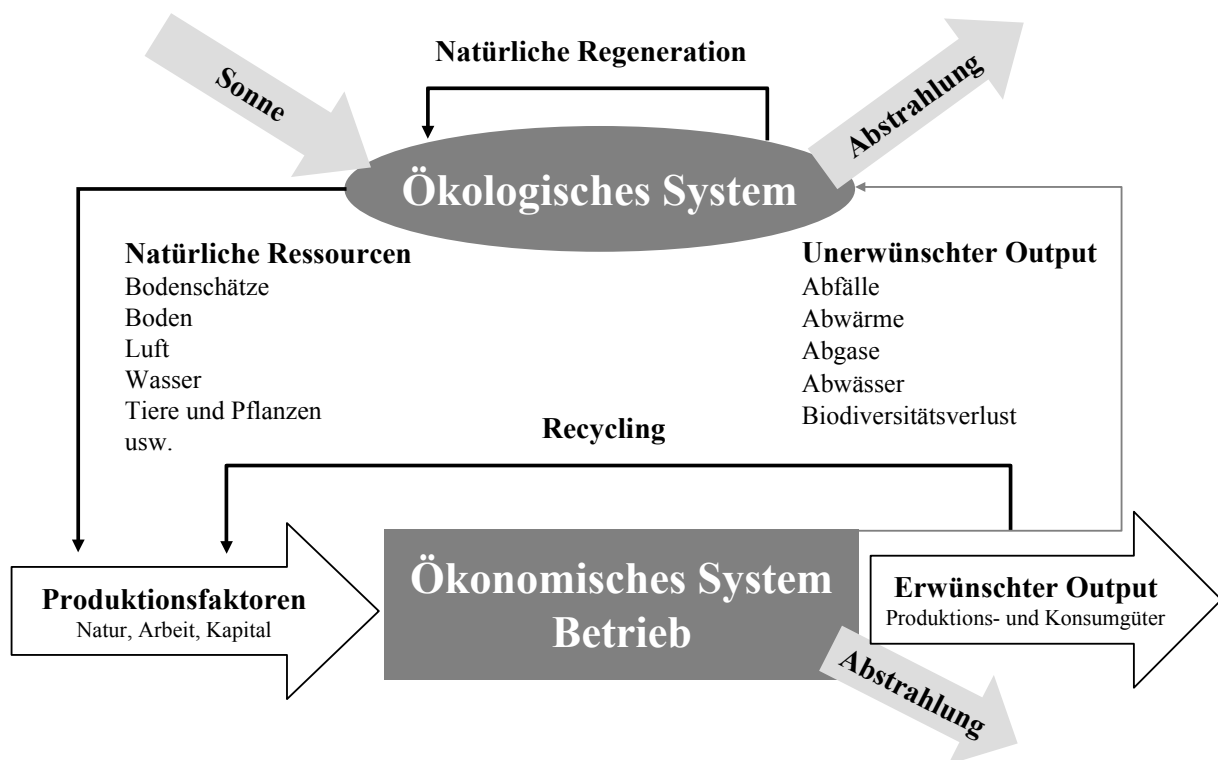 Natürliche Regeneration
Sonne
Abstrahlung
Ökologisches System
Natürliche Ressourcen
Bodenschätze
Boden
Luft
Wasser
Tiere und Pflanzen
usw.
Unerwünschter Output
Abfälle
Abwärme
Abgase
Abwässer
Biodiversitätsverlust
Recycling
Produktionsfaktoren
Natur, Arbeit, Kapital
Ökonomisches System
Betrieb
Erwünschter Output
Produktions- und Konsumgüter
Abstrahlung